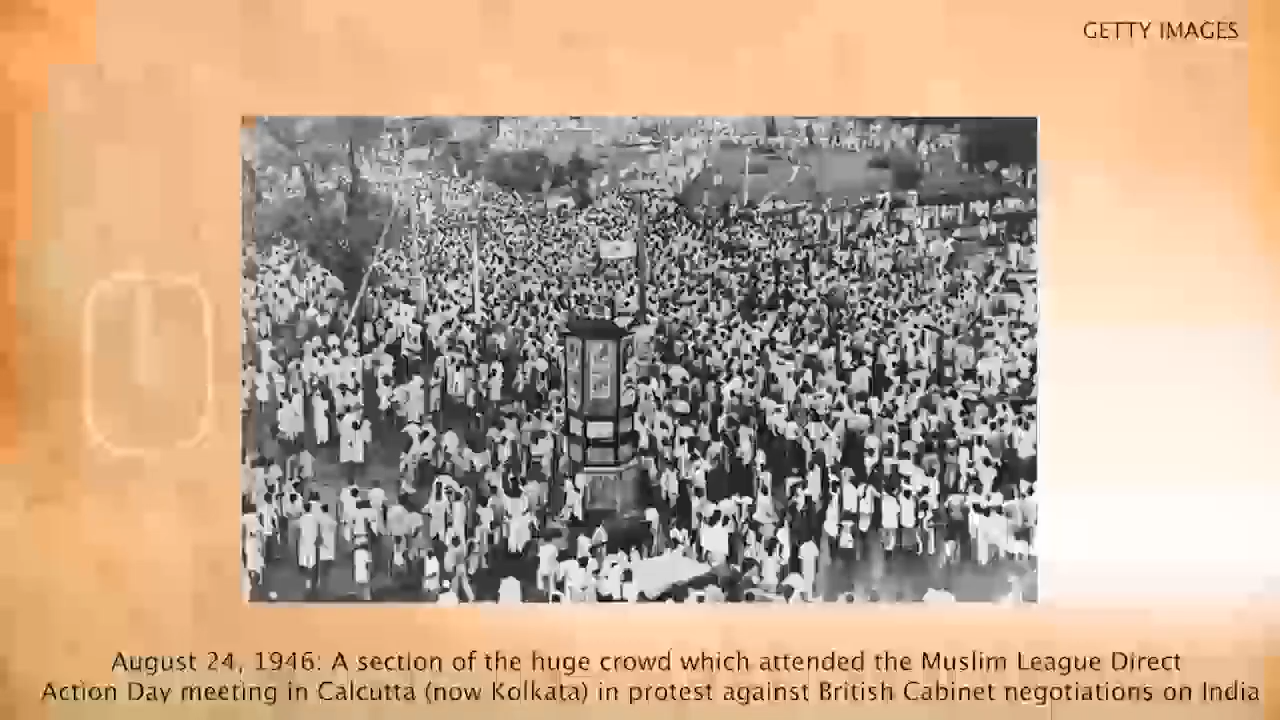 GETTY IMAGES
August 24, 1946: A section of the huge crowd which attended the Muslim League Direct
Action Day meeting in Calcutta (now Kolkata) in protest against British Cabinet negotiations on India